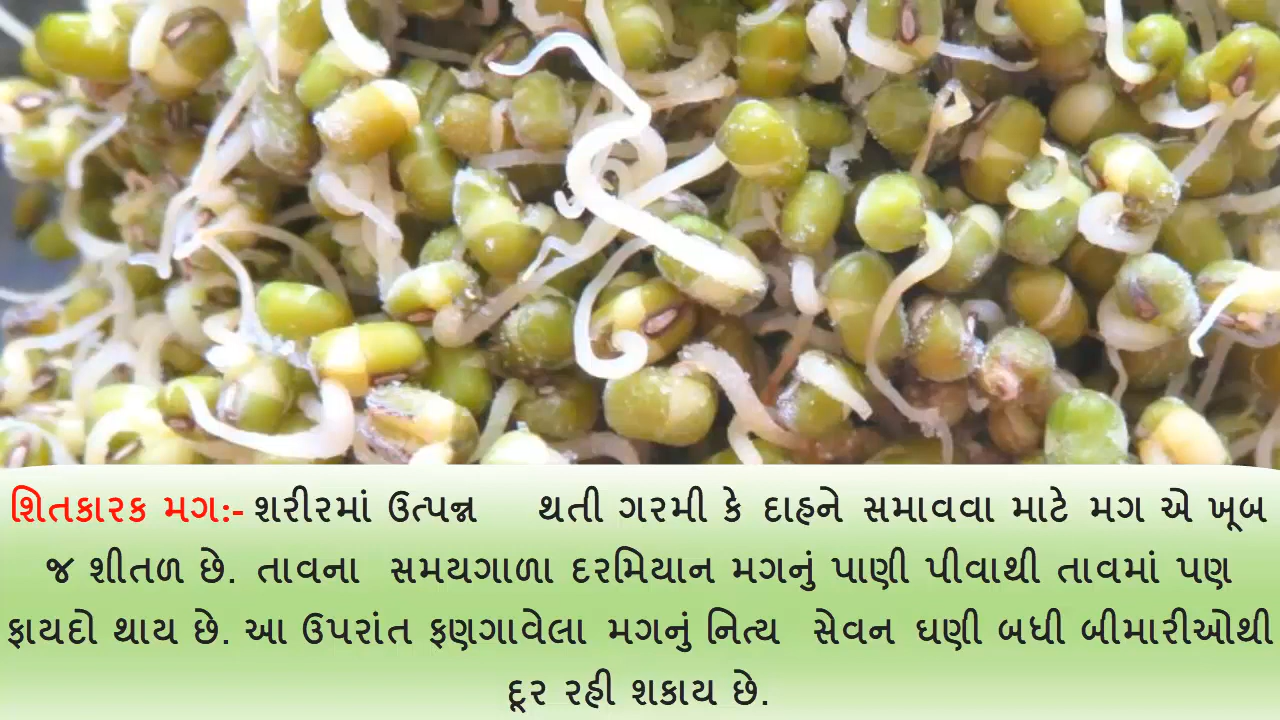 શિતકારક મગ:- શરીરમાં ઉત્પન્ન થતી ગરમી કે દાહને સમાવવા માટે મગ એ ખૂબ
જ શીતળ છે. તાવના સમયગાળા દરમિયાન મગનું પાણી પીવાથી તાવમાં પણ
ફાયદો થાય છે. આ ઉપરાંત ફણગાવેલા મગનું નિત્ય સેવન ઘણી બધી બીમારીઓથી
દૂર રહી શકાય છે.